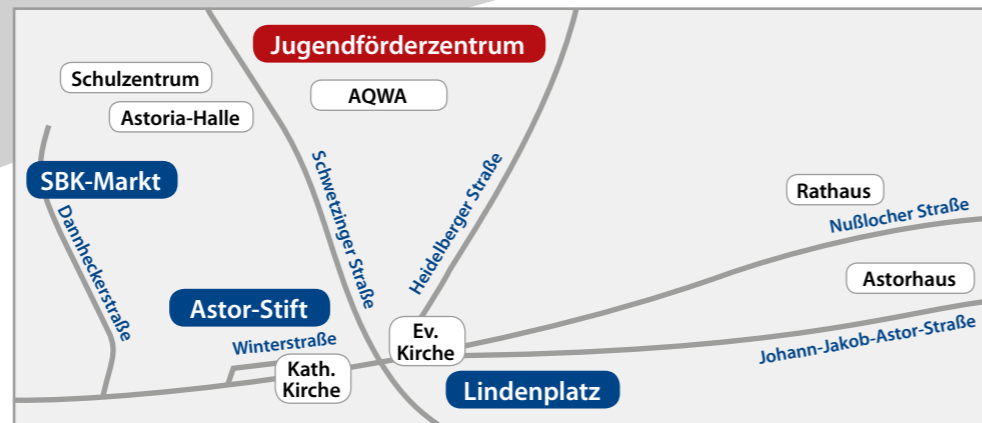 Jugendförderzentrum
Schulzentrum
AQWA
Astoria-Halle
SBK-Markt
Schwetzinger Straße
Heidelberger Straße
Rathaus
Nußlocher Straße
Dannheckerstraße
Astorhaus
Astor-Stift
Winterstraße
Ev.
Kirche
Johann-Jakob-Astor-Straße
Kath.
Kirche
Lindenplatz